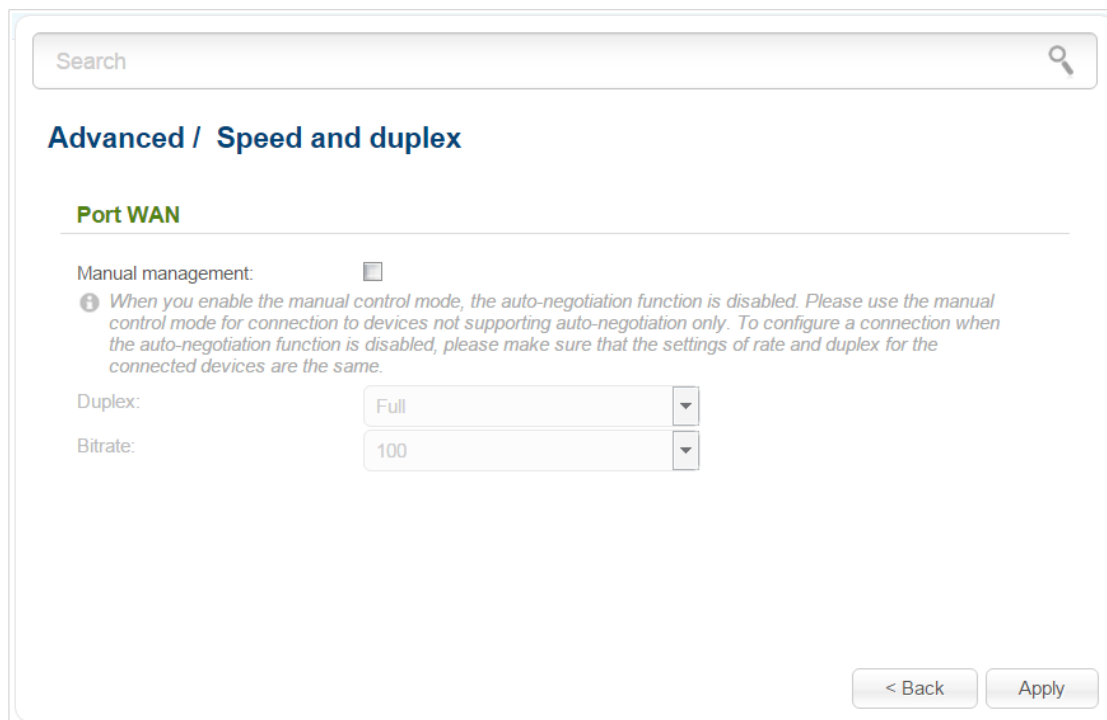 Search
Advanced / Speed and duplex
Port WAN
Manual management:
When you enable the manual control mode, the auto-negotiation function is disabled. Please use the manual
control mode for connection to devices not supporting auto-negotiation only. To configure a connection when
the auto-negotiation function is disabled, please make sure that the settings of rate and duplex for the
connected devices are the same.
Duplex:
Full
Bitrate:
100
< Back
Apply